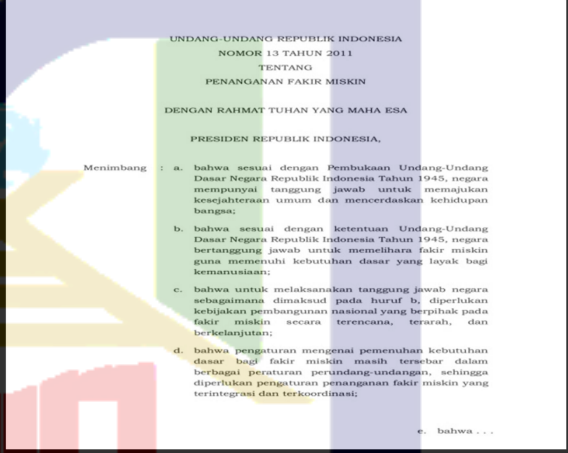 UNDANG-UNDANG REPUBLIK INDONESIA
NOMOR 13 TAHUN 2011
TENTANG
PENANGANAN FAKIR MISKIN
DENGAN RAHMAT TUHAN YANG MAHA ESA
PRESIDEN REPUBLIK INDONESIA,
Menimbang : a. bahwa sesuai dengan Pembukaan Undang-Undang
Dasar Negara Republik Indonesia Tahun 1945, negara
mempunyai tanggung jawab untuk memajukan
kesejahteraan umum dan mencerdaskan kehidupan
bangsa;
b. bahwa sesuai dengan ketentuan Undang-Undang
Dasar Negara Republik Indonesia Tahun 1945, negara
bertanggung jawab untuk memelihara fakir miskin
guna memenuhi kebutuhan dasar yang layak bagi
kemanusiaan;
c. bahwa untuk melaksanakan tanggung jawab negara
sebagaimana dimaksud pada huruf b, diperlukan
kebijakan pembangunan nasional yang berpihak pada
fakir miskin secara terencana, terarah, dan
berkelanjutan;
d. bahwa pengaturan mengenai pemenuhan kebutuhan
dasar bagi fakir miskin masih tersebar dalam
berbagai peraturan perundang-undangan, sehingga
diperlukan pengaturan penanganan fakir miskin yang
terintegrasi dan terkoordinasi;
e. bahwa . . .